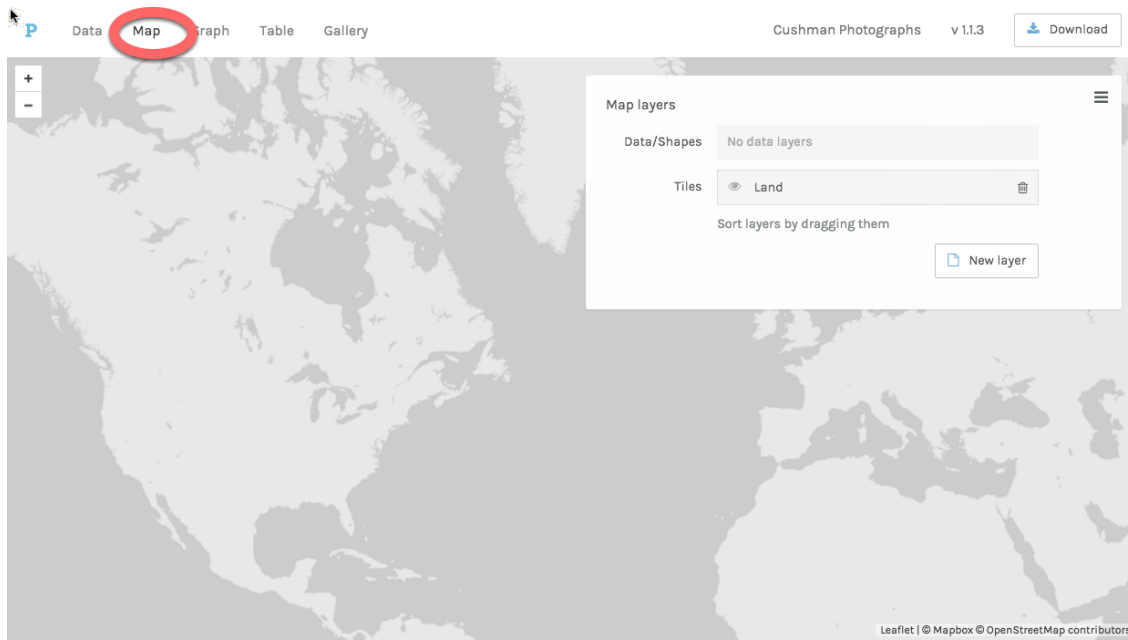 P Data Map Graph Table Gallery Cushman Photographs v 1.1.3 Download
+
−
Map layers
Data/Shapes No data layers
Tiles Land
Sort layers by dragging them
New layer
Leaflet | © Mapbox © OpenStreetMap contributors